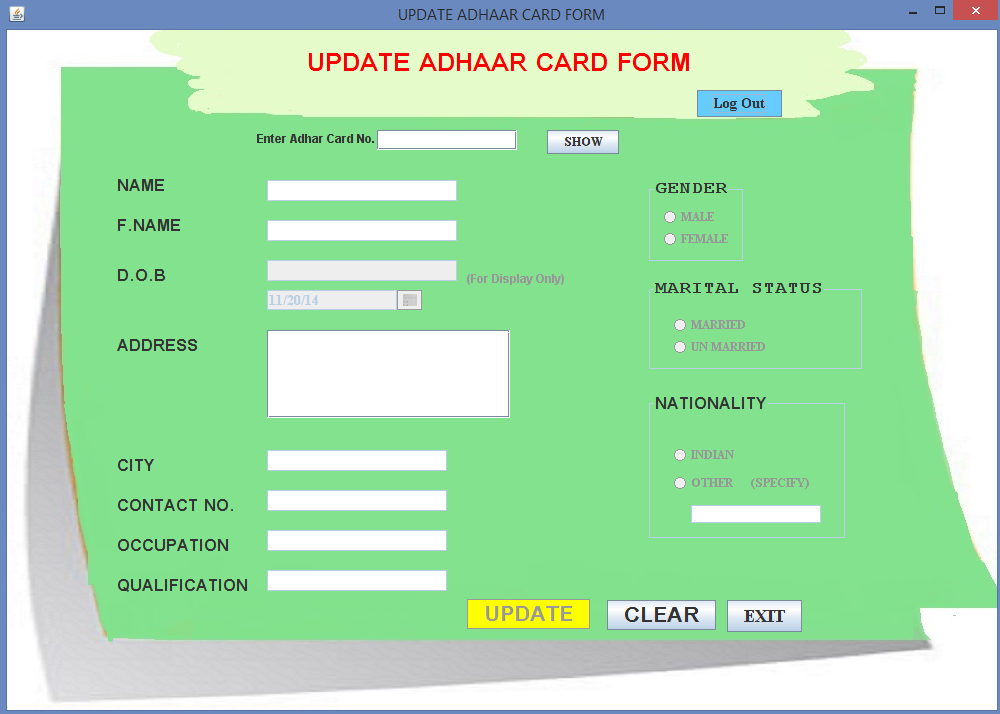 UPDATE ADHAAR CARD FORM
UPDATE ADHAAR CARD FORM
Log Out
Enter Adhar Card No. SHOW
NAME
F.NAME
D.O.B
(For Display Only)
11/20/14
ADDRESS
CITY
CONTACT NO.
OCCUPATION
QUALIFICATION
GENDER
MALE
FEMALE
MARITAL STATUS
MARRIED
UN MARRIED
NATIONALITY
INDIAN
OTHER (SPECIFY)
UPDATE CLEAR EXIT